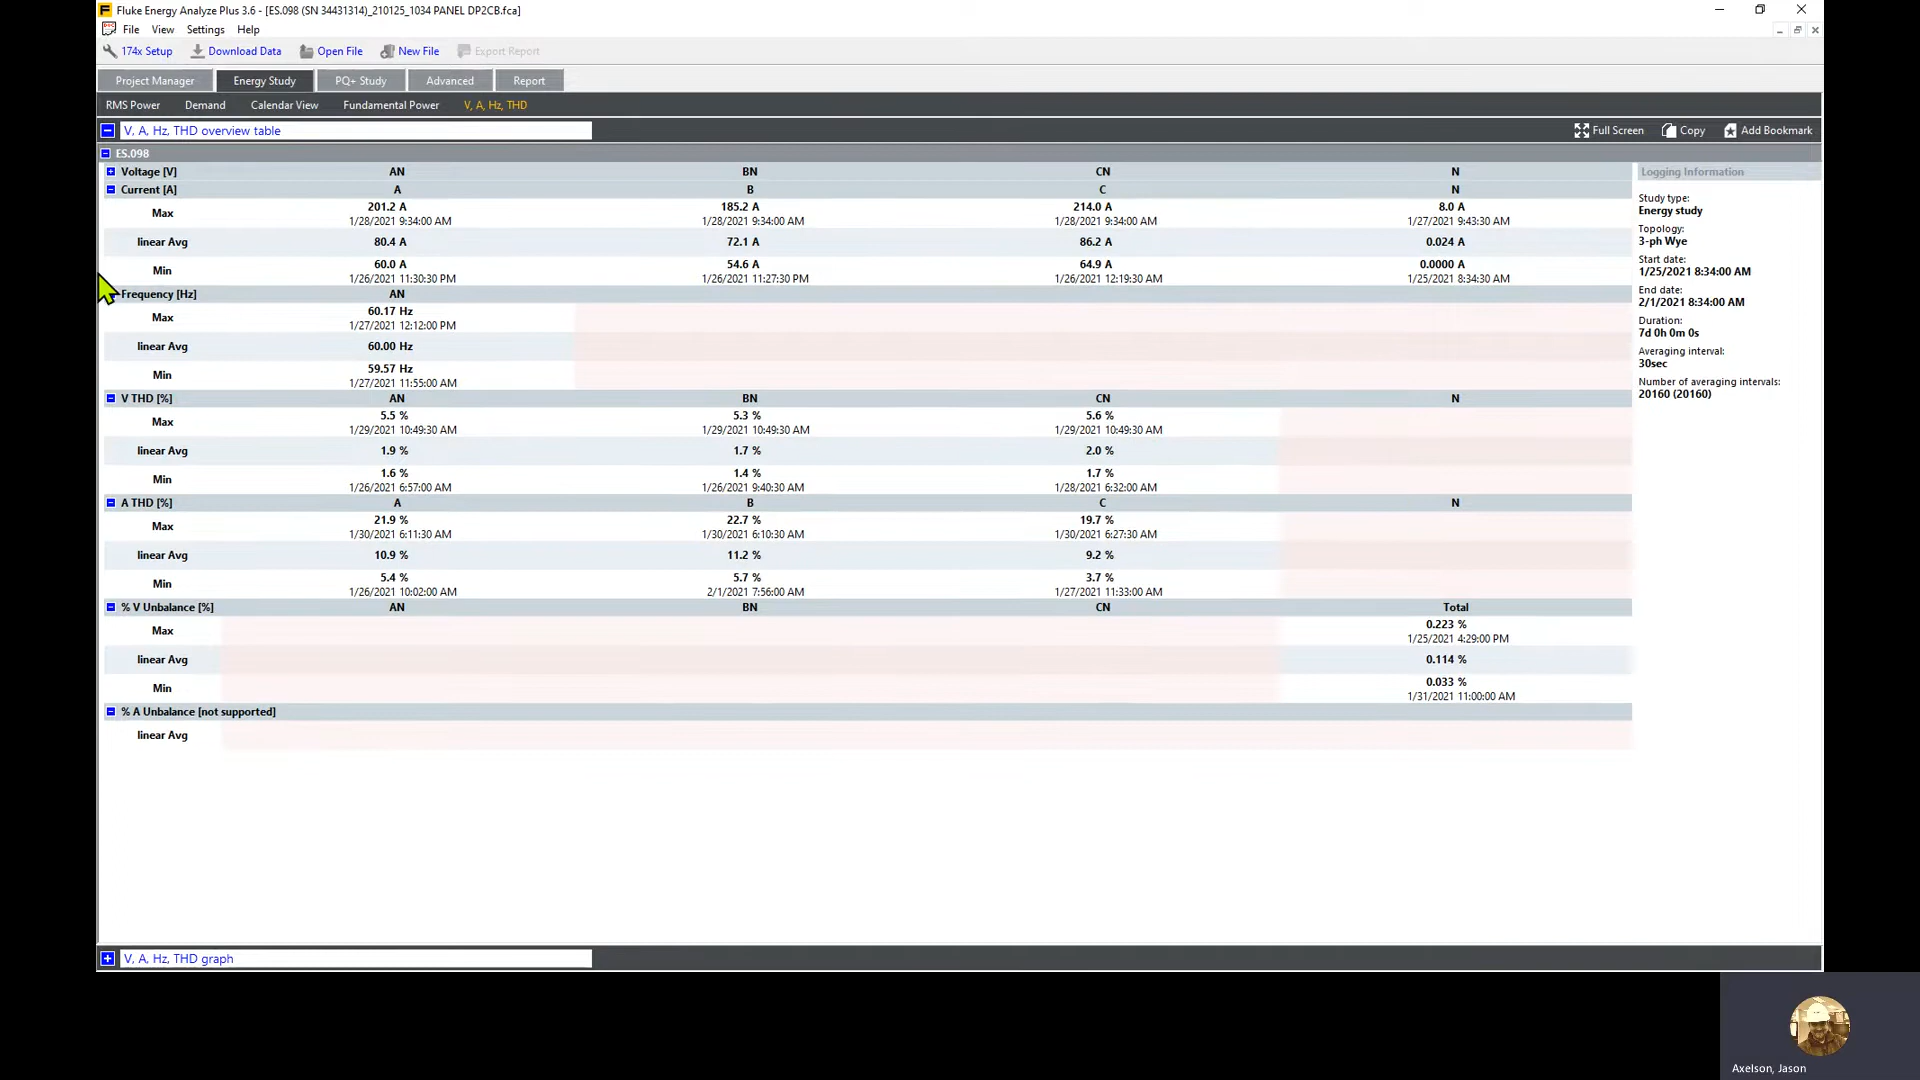 Fluke Energy Analyze Plus 3.6 - [ES.098 (SN 34431314)_210125_1034 PANEL DP2CB.fca]
File View Settings Help
174x Setup Download Data Open File New File Export Report
Project Manager Energy Study PQ+ Study Advanced Report
RMS Power Demand Calendar View Fundamental Power V, A, Hz, THD
V, A, Hz, THD overview table Full Screen Copy Add Bookmark
ES.098
Voltage [V] AN BN CN N
Current [A] A B C N
Max 201.2 A 185.2 A 214.0 A 8.0 A
1/28/2021 9:34:00 AM 1/28/2021 9:34:00 AM 1/28/2021 9:34:00 AM 1/27/2021 9:43:30 AM
linear Avg 80.4 A 72.1 A 86.2 A 0.024 A
Min 60.0 A 54.6 A 64.9 A 0.0000 A
1/26/2021 11:30:30 PM 1/26/2021 11:27:30 PM 1/26/2021 12:19:30 AM 1/25/2021 8:34:30 AM
Frequency [Hz] AN
Max 60.17 Hz
1/27/2021 12:12:00 PM
linear Avg 60.00 Hz
Min 59.57 Hz
1/27/2021 11:55:00 AM
V THD [%] AN BN CN N
Max 5.5 % 5.3 % 5.6 %
1/29/2021 10:49:30 AM 1/29/2021 10:49:30 AM 1/29/2021 10:49:30 AM
linear Avg 1.9 % 1.7 % 2.0 %
Min 1.6 % 1.4 % 1.7 %
1/26/2021 6:57:00 AM 1/26/2021 9:40:30 AM 1/28/2021 6:32:00 AM
A THD [%] A B C N
Max 21.9 % 22.7 % 19.7 %
1/30/2021 6:11:30 AM 1/30/2021 6:10:30 AM 1/30/2021 6:27:30 AM
linear Avg 10.9 % 11.2 % 9.2 %
Min 5.4 % 5.7 % 3.7 %
1/26/2021 10:02:00 AM 2/1/2021 7:56:00 AM 1/27/2021 11:33:00 AM
% V Unbalance [%] AN BN CN Total
Max 0.223 %
1/25/2021 4:29:00 PM
linear Avg 0.114 %
Min 0.033 %
1/31/2021 11:00:00 AM
% A Unbalance [not supported]
linear Avg
Logging Information
Study type:
Energy study
Topology:
3-ph Wye
Start date:
1/25/2021 8:34:00 AM
End date:
2/1/2021 8:34:00 AM
Duration:
7d 0h 0m 0s
Averaging interval:
30sec
Number of averaging intervals:
20160 (20160)
V, A, Hz, THD graph
Axelson, Jason